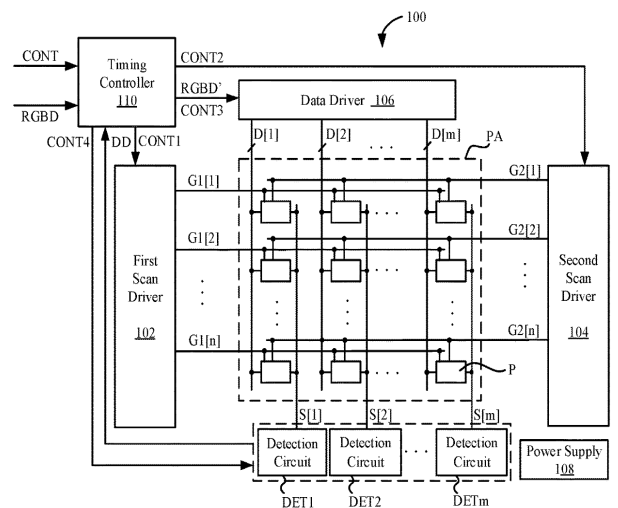 100
CONT
CONT2
Timing
Controller
110
RGBD'
CONT3
Data Driver 106
RGBD
CONT4
DD
CONT1
D[1]
D[2]
. . .
D[m]
PA
G1[1]
G2[1]
G1[2]
G2[2]
First
Scan
Driver
102
Second
Scan
Driver
104
G1[n]
G2[n]
P
S[1]
S[2]
S[m]
Detection
Circuit
Detection
Circuit
. . .
Detection
Circuit
Power Supply
108
DET1
DET2
DETm